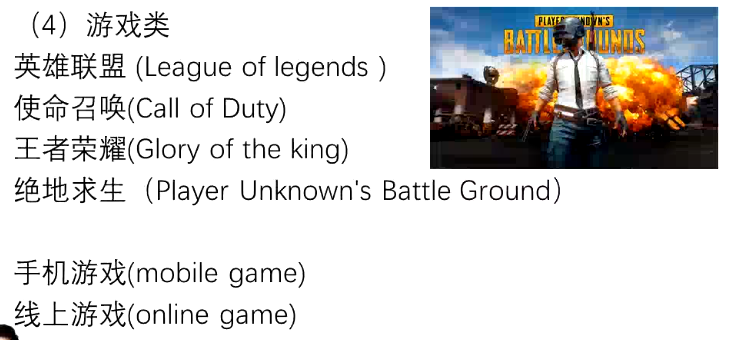 （4）游戏类
英雄联盟 (League of legends )
使命召唤(Call of Duty)
王者荣耀(Glory of the king)
绝地求生（Player Unknown's Battle Ground）
手机游戏(mobile game)
线上游戏(online game)